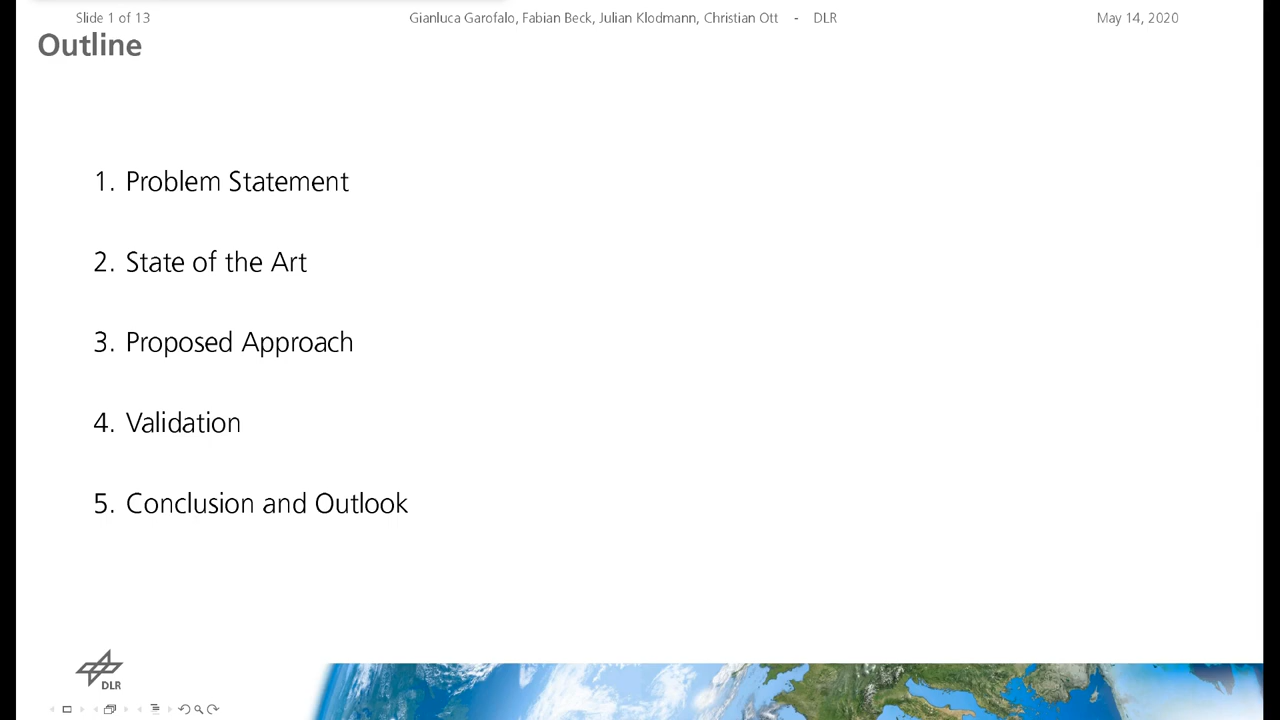 Slide 1 of 13 Gianluca Garofalo, Fabian Beck, Julian Klodmann, Christian Ott - DLR May 14, 2020
Outline
1. Problem Statement
2. State of the Art
3. Proposed Approach
4. Validation
5. Conclusion and Outlook
DLR